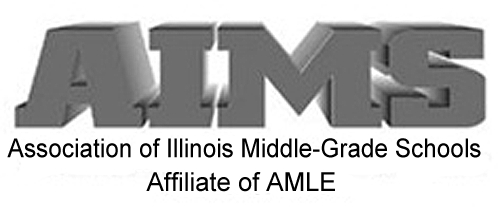 AIMS
Association of Illinois Middle-Grade Schools
Affiliate of AMLE